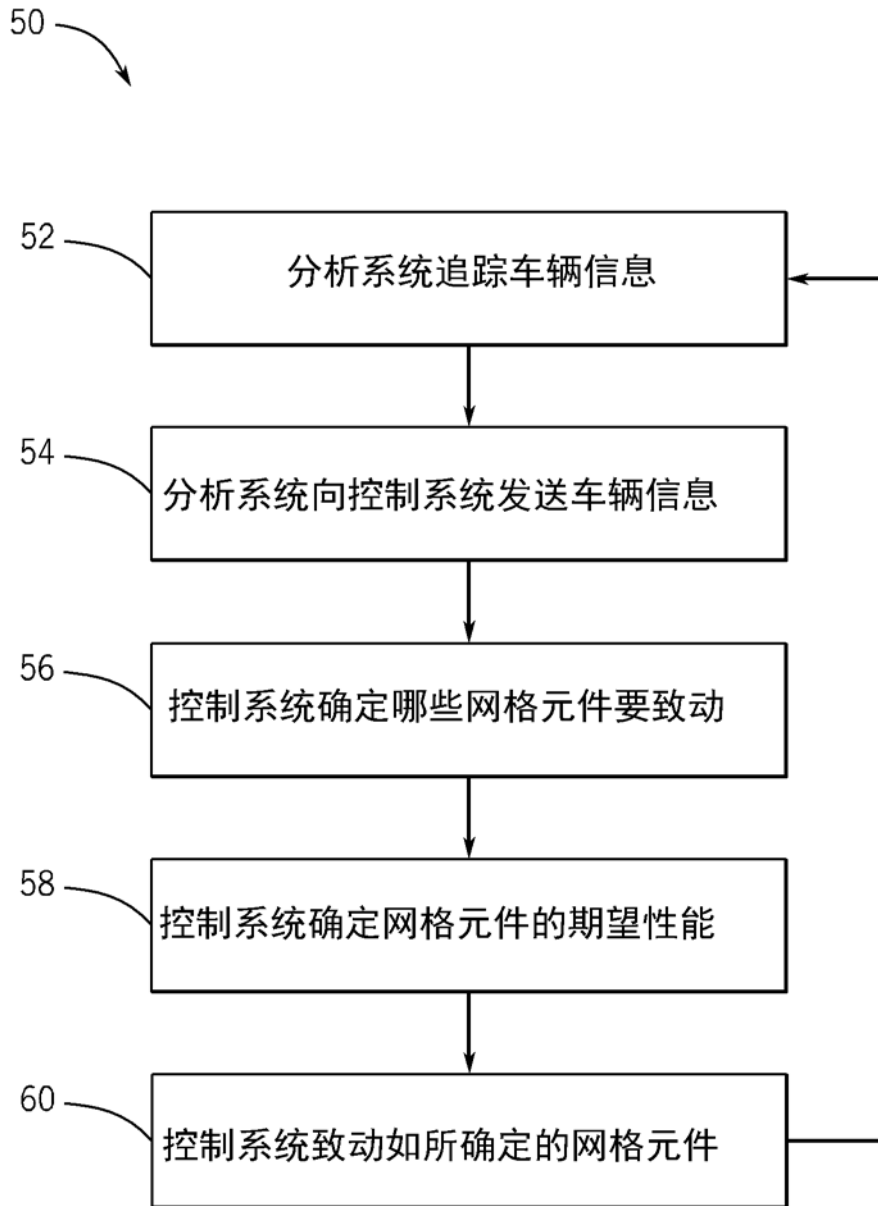 50
52
分析系统追踪车辆信息
54
分析系统向控制系统发送车辆信息
56
控制系统确定哪些网格元件要致动
58
控制系统确定网格元件的期望性能
60
控制系统致动如所确定的网格元件